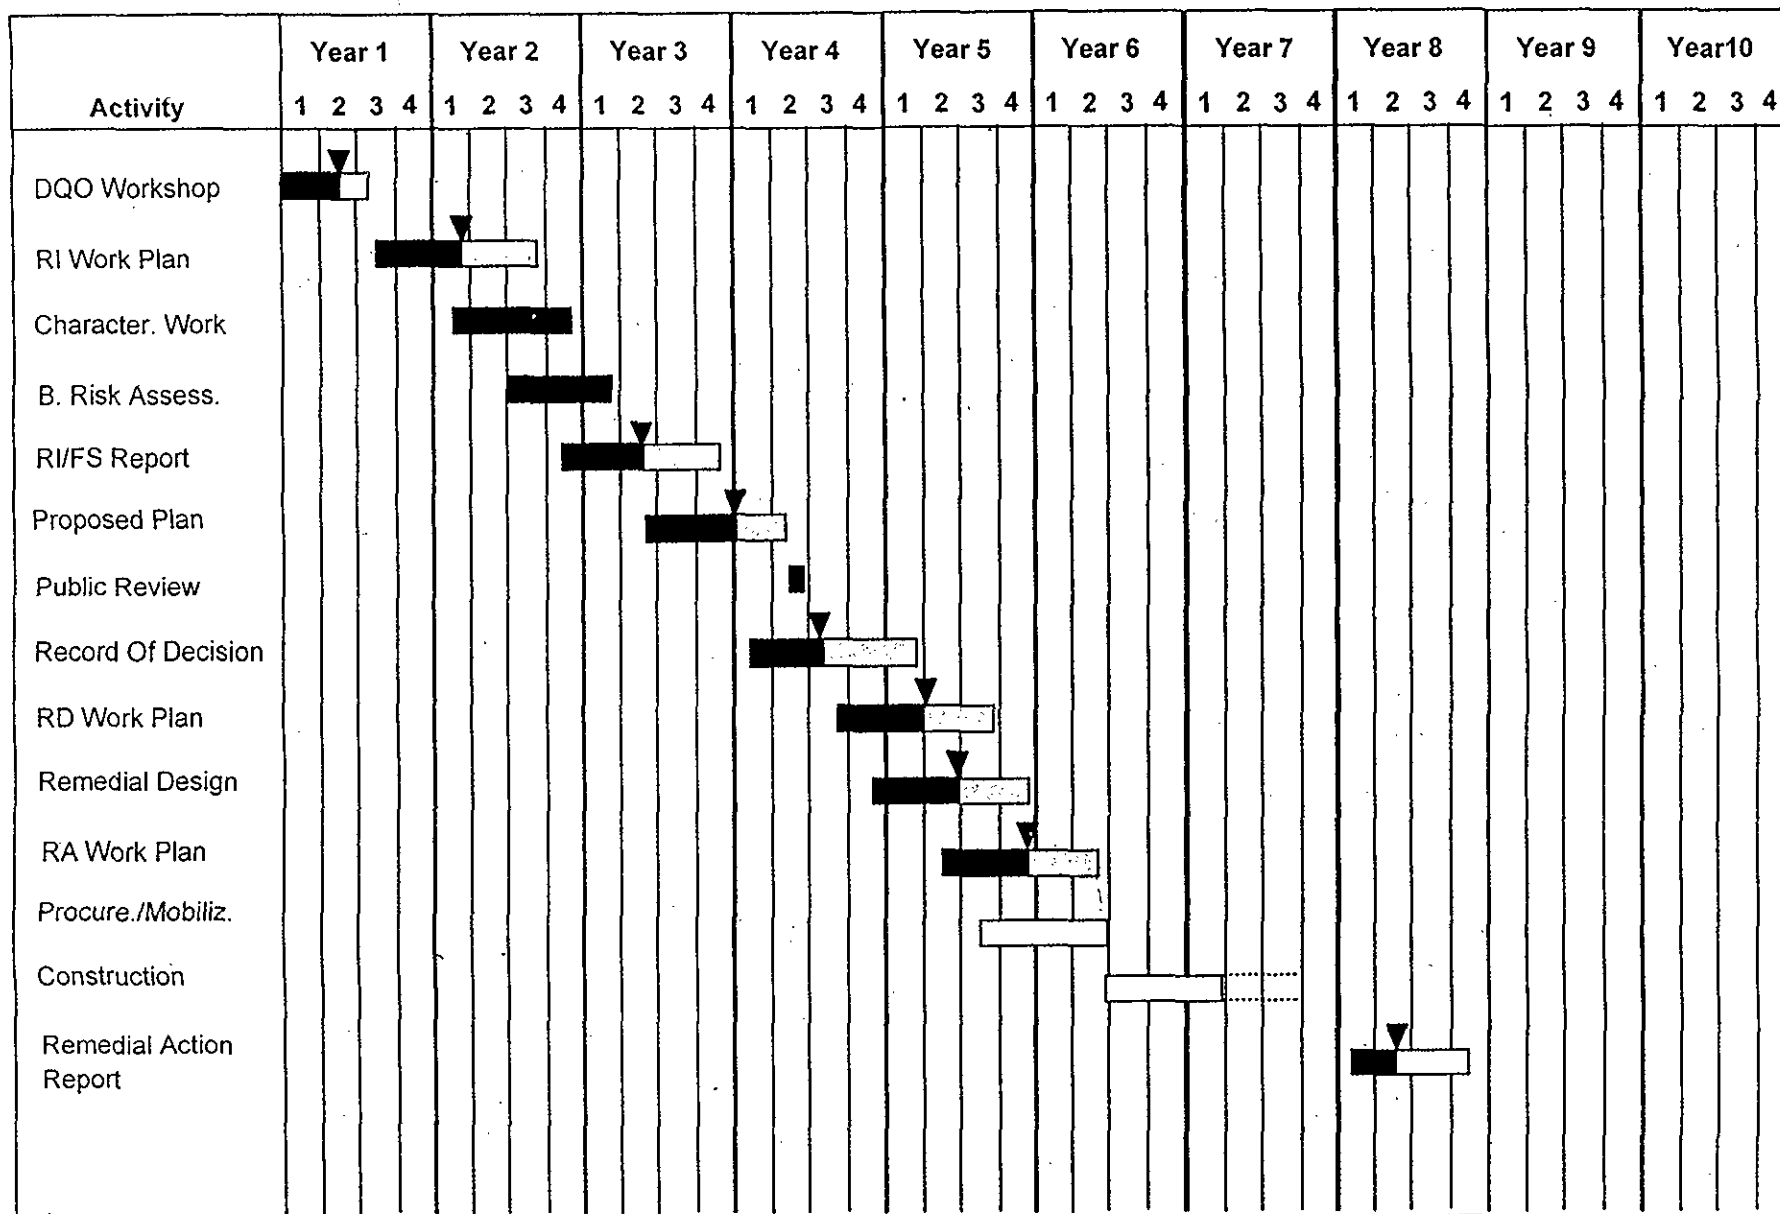 Year 1 Year 2 Year 3 Year 4 Year 5 Year 6 Year 7 Year 8 Year 9 Year10
Activity 1 2 3 4 1 2 3 4 1 2 3 4 1 2 3 4 1 2 3 4 1 2 3 4 1 2 3 4 1 2 3 4 1 2 3 4 1 2 3 4
DQO Workshop
RI Work Plan
Character. Work
B. Risk Assess.
RI/FS Report
Proposed Plan
Public Review
Record Of Decision
RD Work Plan
Remedial Design
RA Work Plan
Procure./Mobiliz.
Construction
Remedial Action
Report